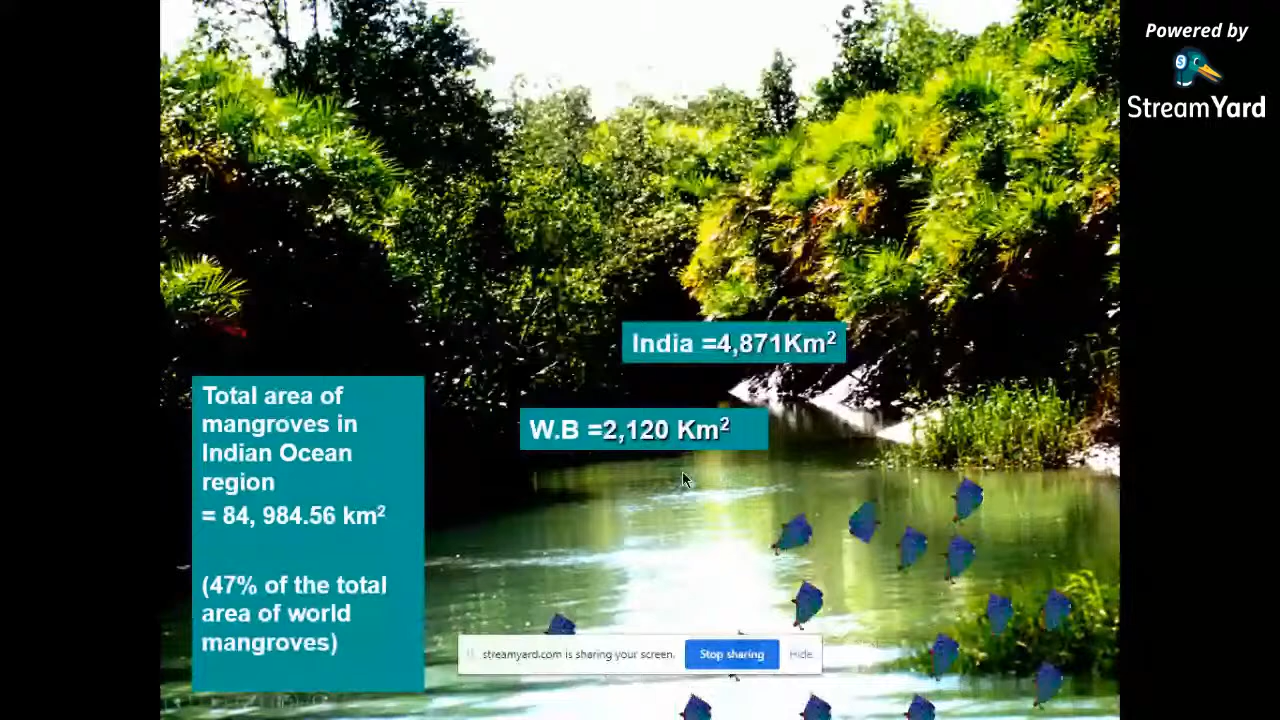 Powered by
StreamYard
India =4,871Km²
W.B =2,120 Km²
Total area of
mangroves in
Indian Ocean
region
= 84, 984.56 km²
(47% of the total
area of world
mangroves)
streamyard.com is sharing your screen.
Stop sharing
Hide